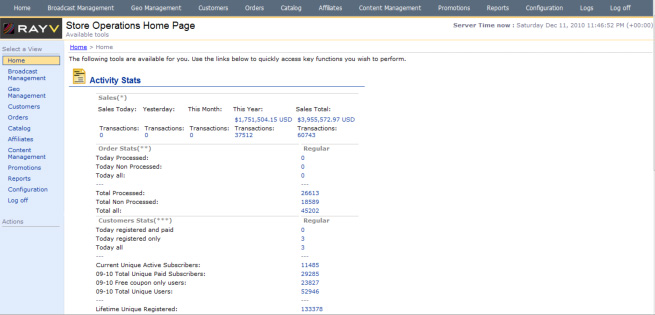 Home Broadcast Management Geo Management Customers Orders Catalog Affiliates Content Management Promotions Reports Configuration Logs Log off
RAYV
Store Operations Home Page
Available tools
Server Time now : Saturday Dec 11, 2010 11:46:52 PM (+00:00)
Select a View
Home
Broadcast
Management
Geo
Management
Customers
Orders
Catalog
Affiliates
Content
Management
Promotions
Reports
Configuration
Log off
Actions
Home > Home
The following tools are available for you. Use the links below to quickly access key functions you wish to perform.
Activity Stats
Sales(*)
Sales Today: Yesterday: This Month: This Year: Sales Total:
$1,751,504.15 USD $3,955,572.97 USD
Transactions: Transactions: Transactions: Transactions: Transactions:
0 0 0 37512 60743
Order Stats(**) Regular
Today Processed: 0
Today Non Processed: 0
Today all: 0
---
Total Processed: 26613
Total Non Processed: 18589
Total all: 45202
Customers Stats(***) Regular
Today registered and paid 0
Today registered only 3
Today all 3
--- ---
Current Unique Active Subscribers: 11485
09-10 Total Unique Paid Subscribers: 29285
09-10 Free coupon only users: 23827
09-10 Total Unique Users: 52946
--- ---
Lifetime Unique Registered: 133378